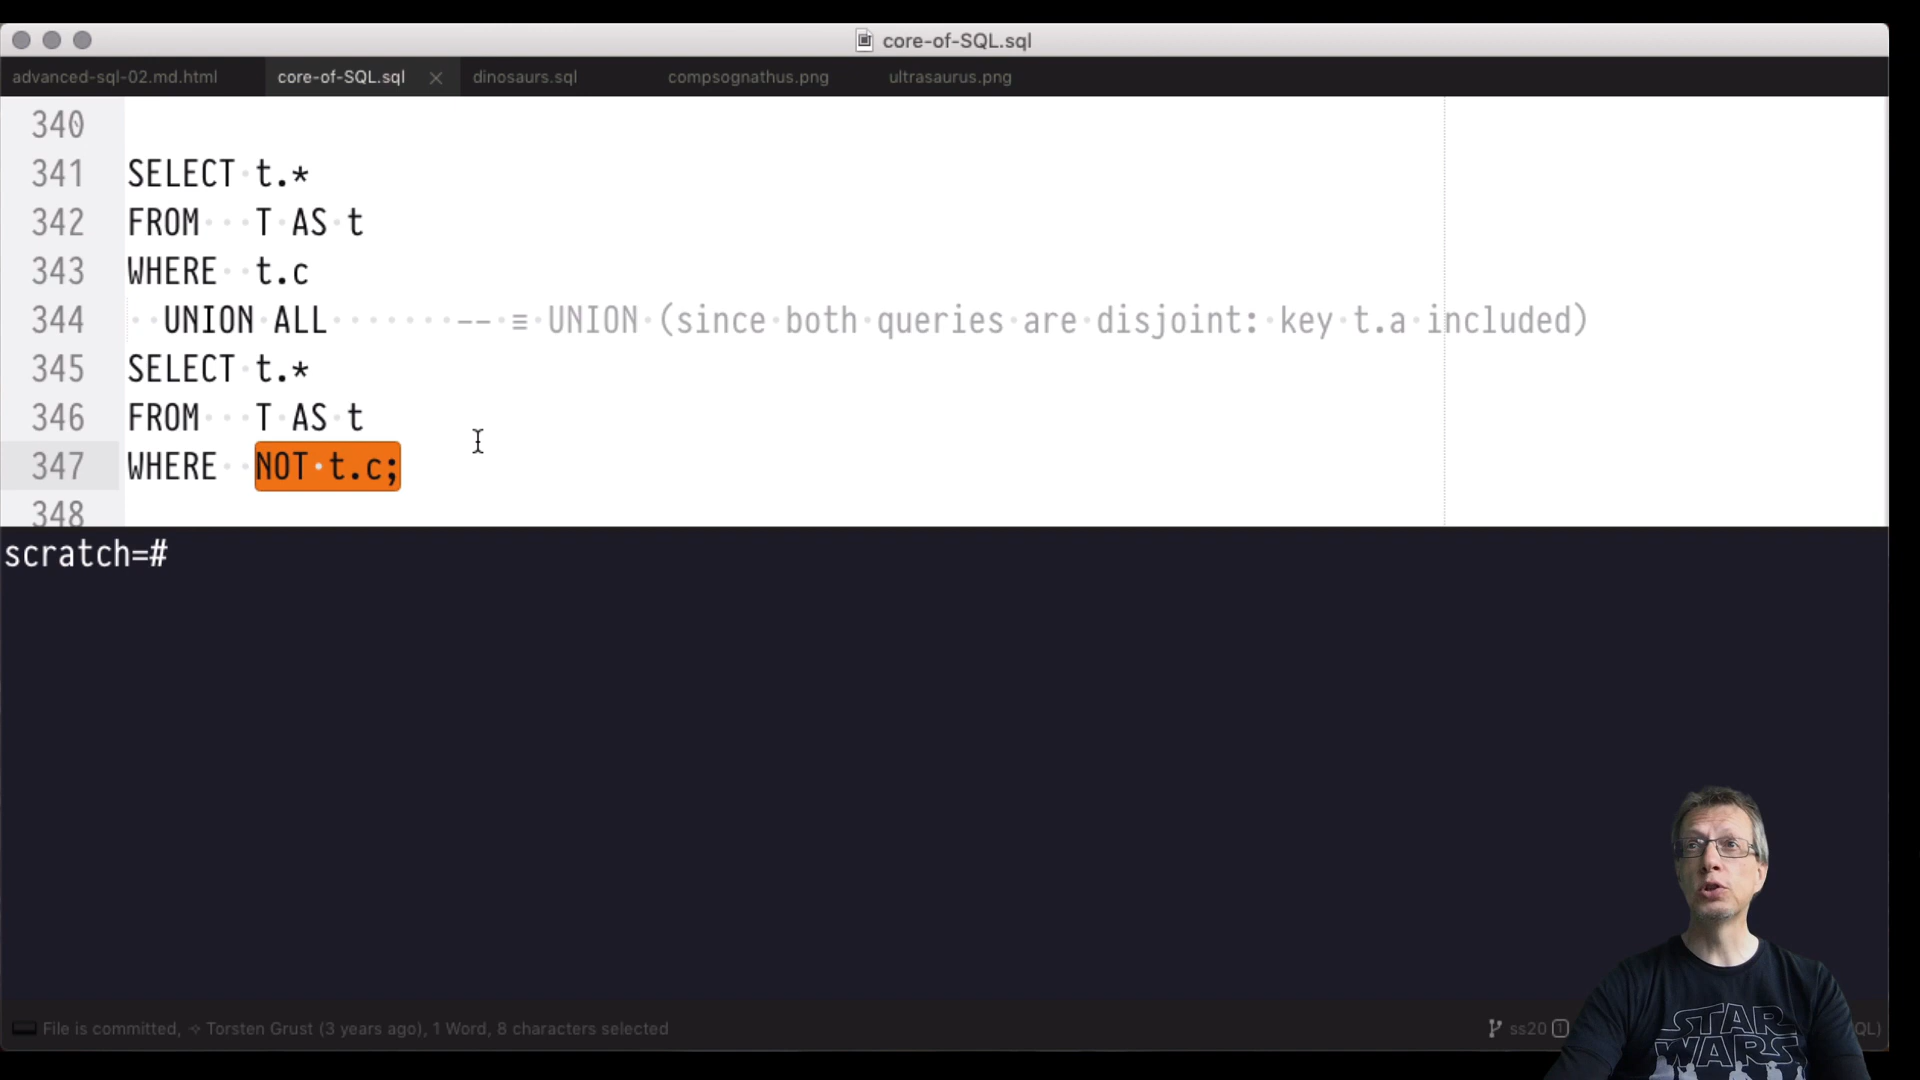 core-of-SQL.sql
advanced-sql-02.md.html core-of-SQL.sql dinosaurs.sql compsognathus.png ultrasaurus.png
340
341 SELECT t.*
342 FROM T AS t
343 WHERE t.c
344 UNION ALL -- ≡ UNION (since both queries are disjoint: key t.a included)
345 SELECT t.*
346 FROM T AS t
347 WHERE NOT t.c;
348
scratch=#
File is committed, Torsten Grust (3 years ago), 1 Word, 8 characters selected ss20 1 QL)
STAR
WARS